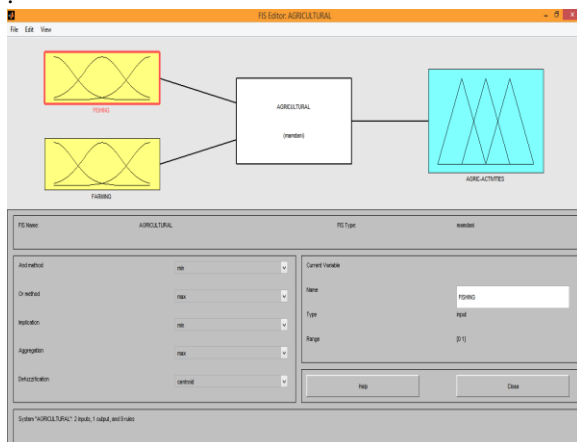 FIS Editor: AGRICULTURAL
File Edit View
FISHING
FARMING
AGRICULTURAL
(mamdani)
AGRIC-ACTIVITIES
FIS Name: AGRICULTURAL FIS Type: mamdani
And method min
Or method max
Implication min
Aggregation max
Defuzzification centroid
Current Variable
Name FISHING
Type input
Range [0 1]
Help Close
System "AGRICULTURAL": 2 inputs, 1 output, and 9 rules